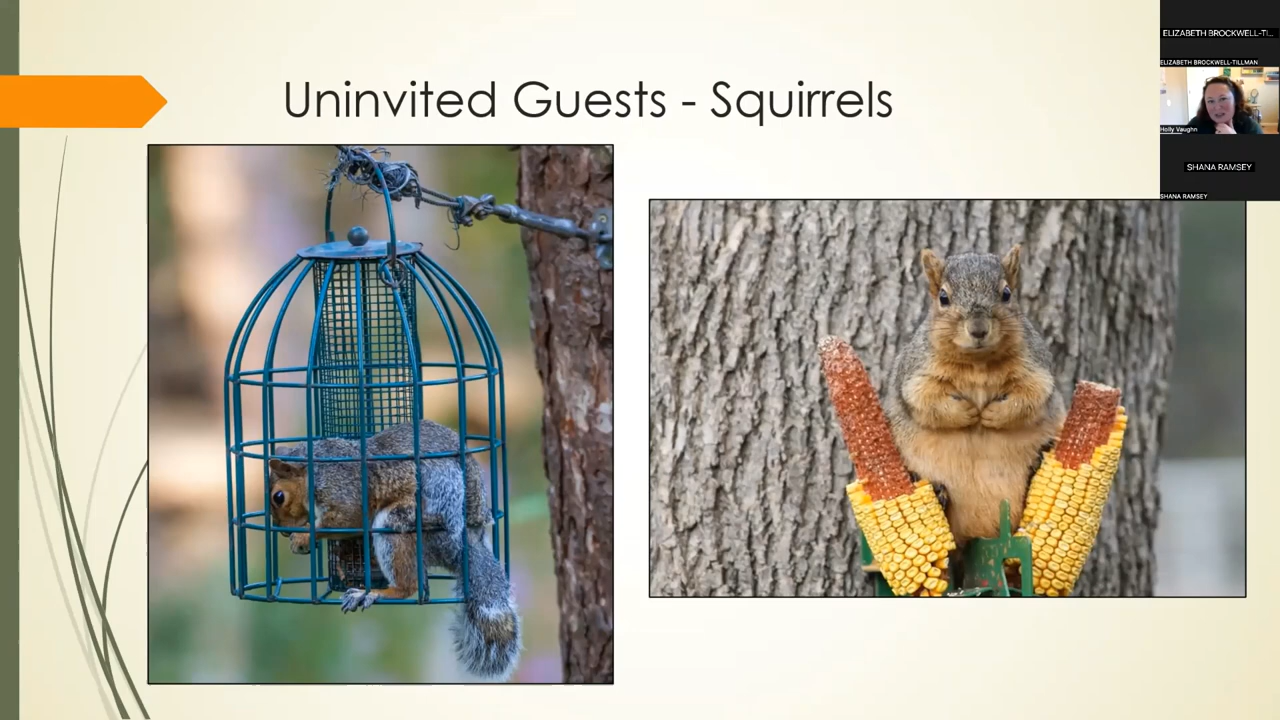 Uninvited Guests - Squirrels
ELIZABETH BROCKWELL-TI...
ELIZABETH BROCKWELL-TILLMAN
Holly Vaughn
SHANA RAMSEY
SHANA RAMSEY